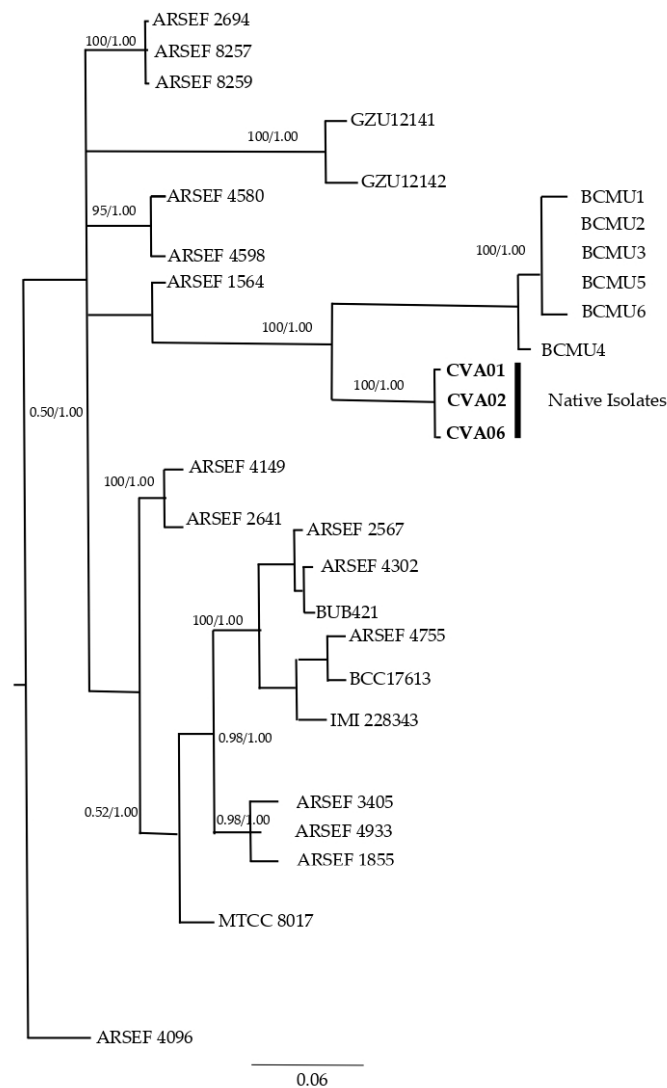 ARSEF 2694
100/1.00
ARSEF 8257
ARSEF 8259
GZU12141
100/1.00
GZU12142
ARSEF 4580
95/1.00
ARSEF 4598
BCMU1
BCMU2
100/1.00
BCMU3
BCMU5
BCMU6
ARSEF 1564
100/1.00
BCMU4
CVA01
100/1.00
CVA02
Native Isolates
CVA06
0.50/1.00
ARSEF 4149
100/1.00
ARSEF 2641
ARSEF 2567
ARSEF 4302
BUB421
100/1.00
ARSEF 4755
BCC17613
IMI 228343
0.98/1.00
ARSEF 3405
0.52/1.00
0.98/1.00
ARSEF 4933
ARSEF 1855
MTCC 8017
ARSEF 4096
0.06